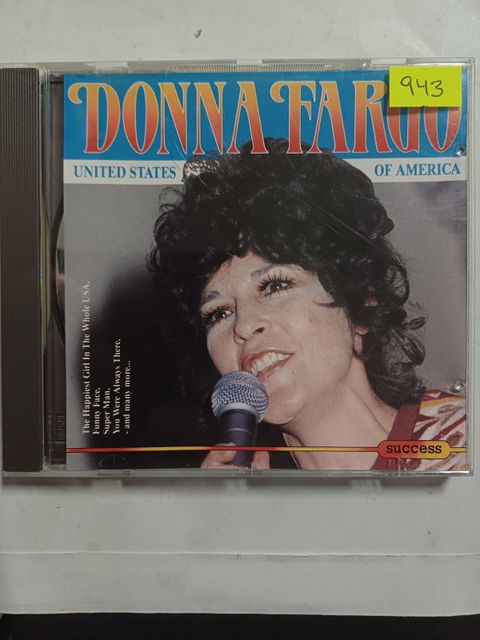 DONNA FARGO
943
UNITED STATES
OF AMERICA
The Happiest Girl In The Whole USA,
Funny Face,
Super Man,
You Were Always There,
- and many more...
success